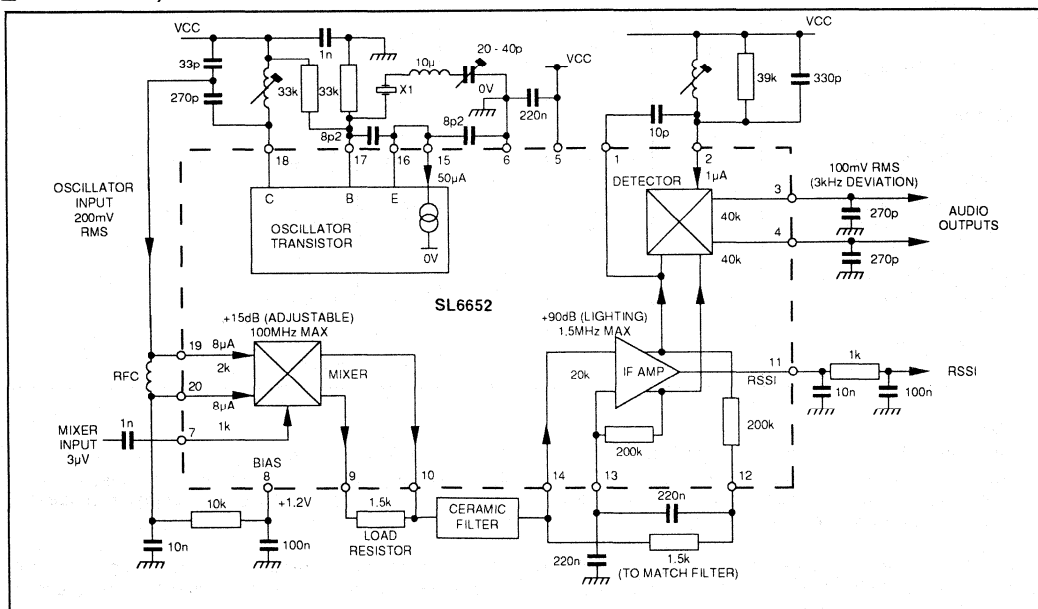 VCC
1n
20 - 40p
VCC
33p
10µ
VCC
33k
33k
X1
0V
39k
330p
270p
220n
10p
8p2
8p2
18
17
16
15
6
5
1
2
50µA
1µA
OSCILLATOR
INPUT
200mV
RMS
C
B
E
OSCILLATOR
TRANSISTOR
0V
DETECTOR
100mV RMS
(3kHz DEVIATION)
3
40k
270p
AUDIO
OUTPUTS
4
40k
270p
SL6652
+15dB (ADJUSTABLE)
100MHz MAX
+90dB (LIGHTING)
1.5MHz MAX
19
8µA
2k
MIXER
RFC
20
8µA
20k
IF AMP
RSSI
11
1k
RSSI
10n
100n
MIXER
INPUT
3µV
1n
7
1k
200k
200k
BIAS
8
9
10
14
13
12
10k
+1.2V
1.5k
LOAD
RESISTOR
CERAMIC
FILTER
220n
10n
100n
220n
1.5k
(TO MATCH FILTER)